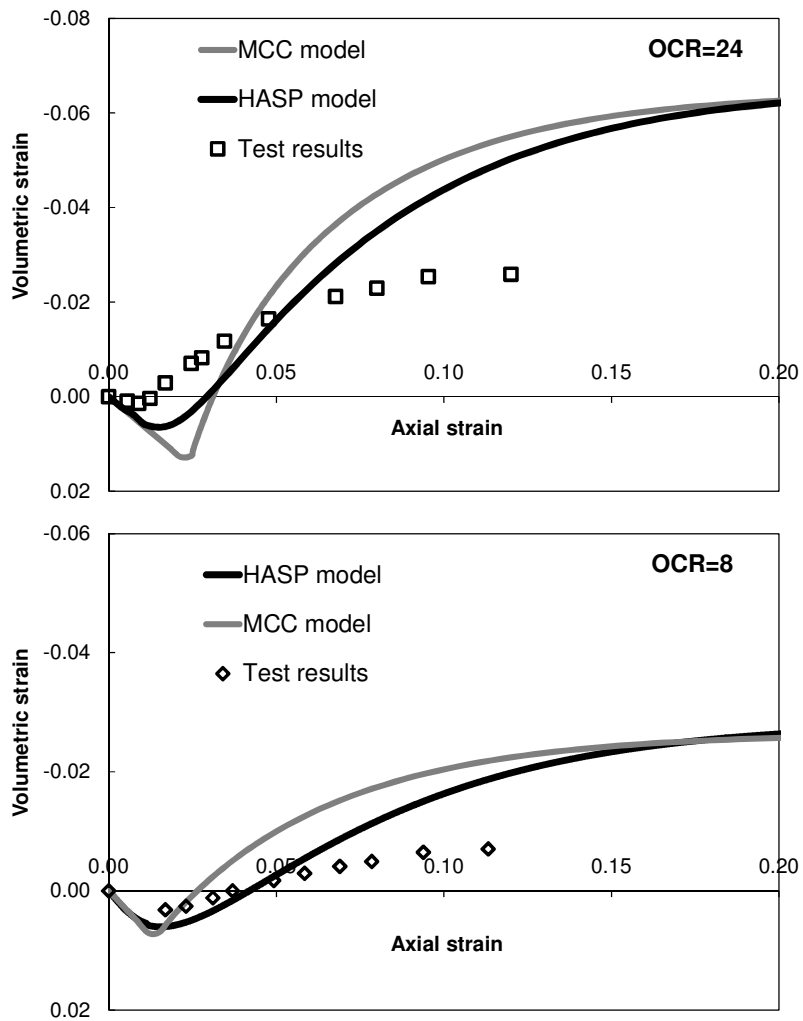 -0.08
MCC model
OCR=24
HASP model
-0.06
Test results
-0.04
Volumetric strain
-0.02
0.00 0.05 0.10 0.15 0.20
0.00
Axial strain
0.02
-0.06
OCR=8
HASP model
MCC model
-0.04
Test results
Volumetric strain
-0.02
0.00 0.05 0.10 0.15 0.20
0.00
Axial strain
0.02